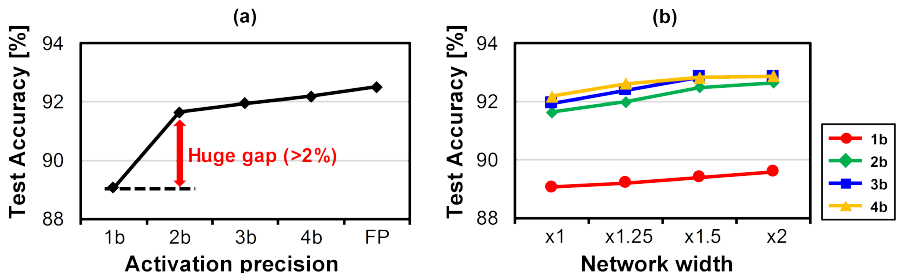 (a)
Test Accuracy [%]
94
92
90
88
Huge gap (>2%)
1b 2b 3b 4b FP
Activation precision
(b)
Test Accuracy [%]
94
92
90
88
x1 x1.25 x1.5 x2
Network width
1b
2b
3b
4b